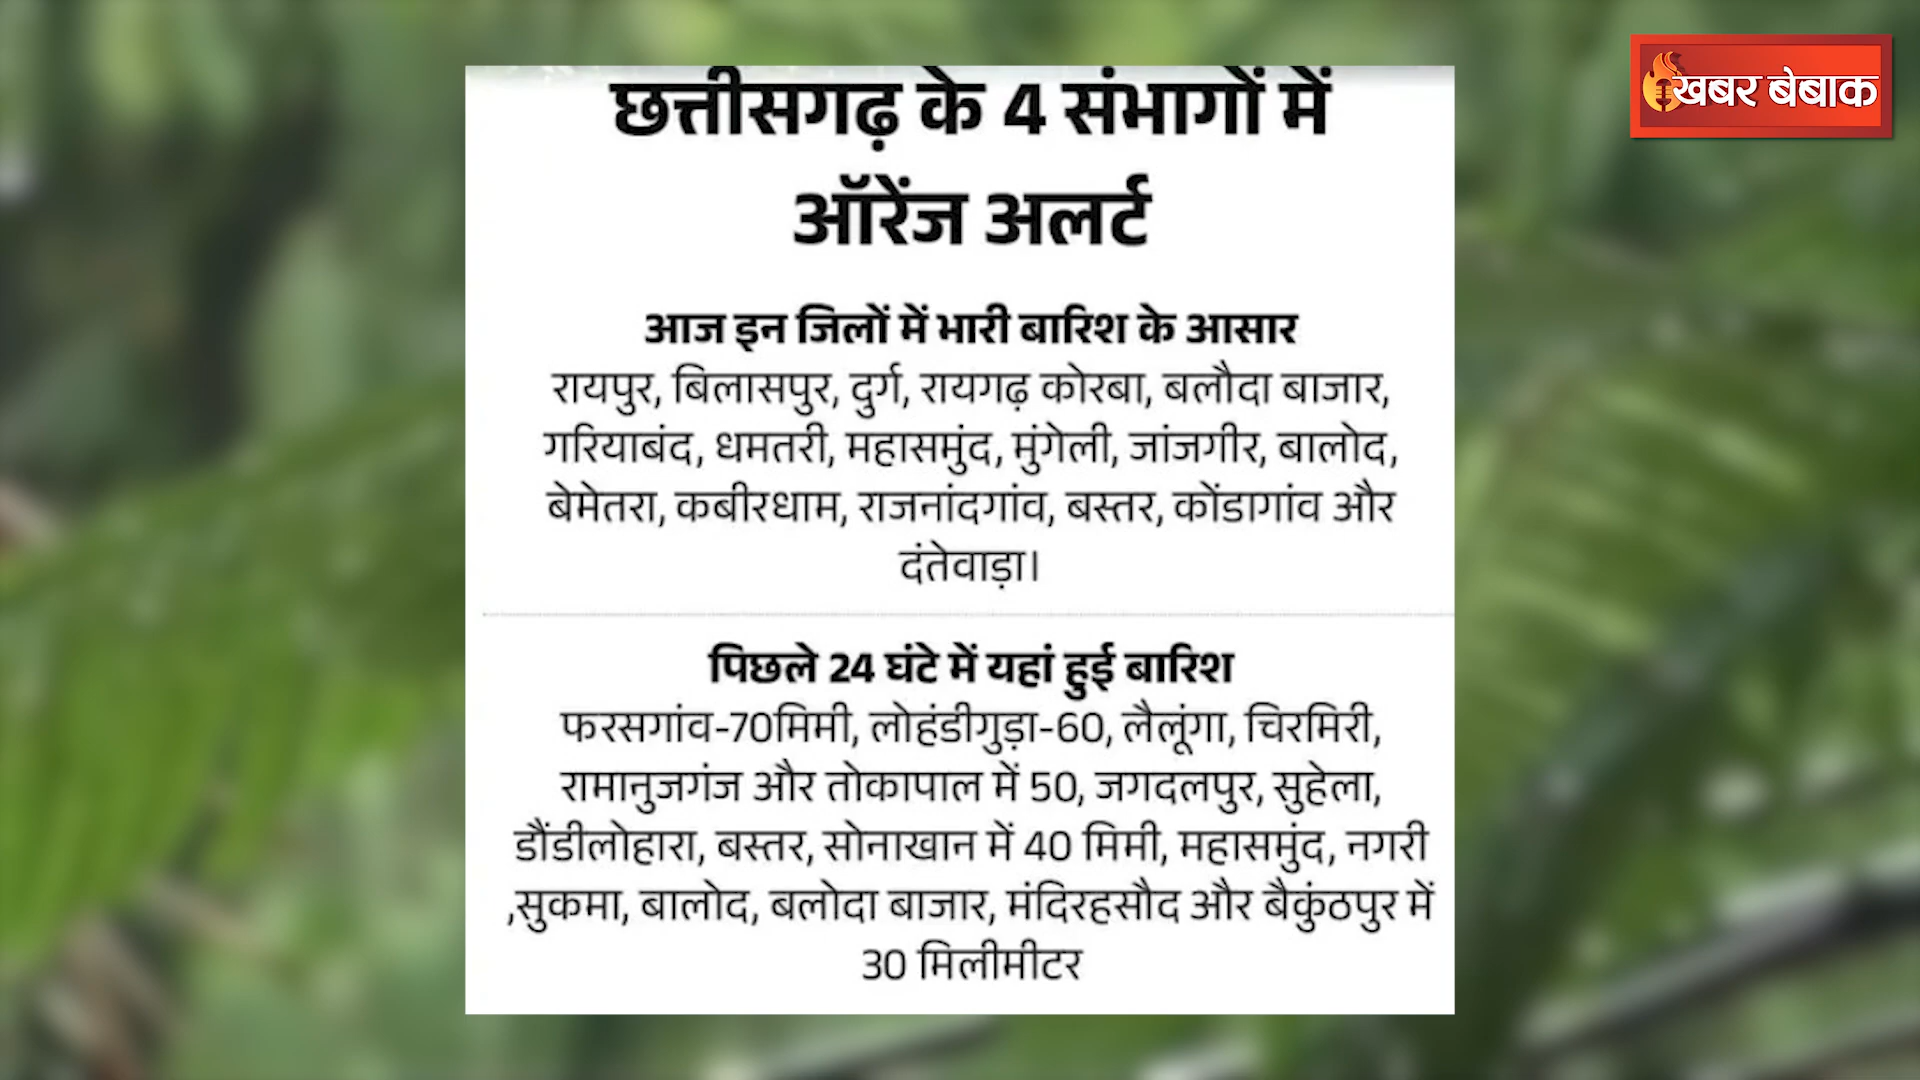 खबर बेबाक
छत्तीसगढ़ के 4 संभागों में
ऑरेंज अलर्ट
आज इन जिलों में भारी बारिश के आसार
रायपुर, बिलासपुर, दुर्ग, रायगढ़ कोरबा, बलौदा बाजार,
गरियाबंद, धमतरी, महासमुंद, मुंगेली, जांजगीर, बालोद,
बेमेतरा, कबीरधाम, राजनांदगांव, बस्तर, कोंडागांव और
दंतेवाड़ा।
पिछले 24 घंटे में यहां हुई बारिश
फरसगांव-70मिमी, लोहंडीगुड़ा-60, लैलूंगा, चिरमिरी,
रामानुजगंज और तोकापाल में 50, जगदलपुर, सुहेला,
डौंडीलोहारा, बस्तर, सोनाखान में 40 मिमी, महासमुंद, नगरी
,सुकमा, बालोद, बलोदा बाजार, मंदिरहसौद और बैकुंठपुर में
30 मिलीमीटर